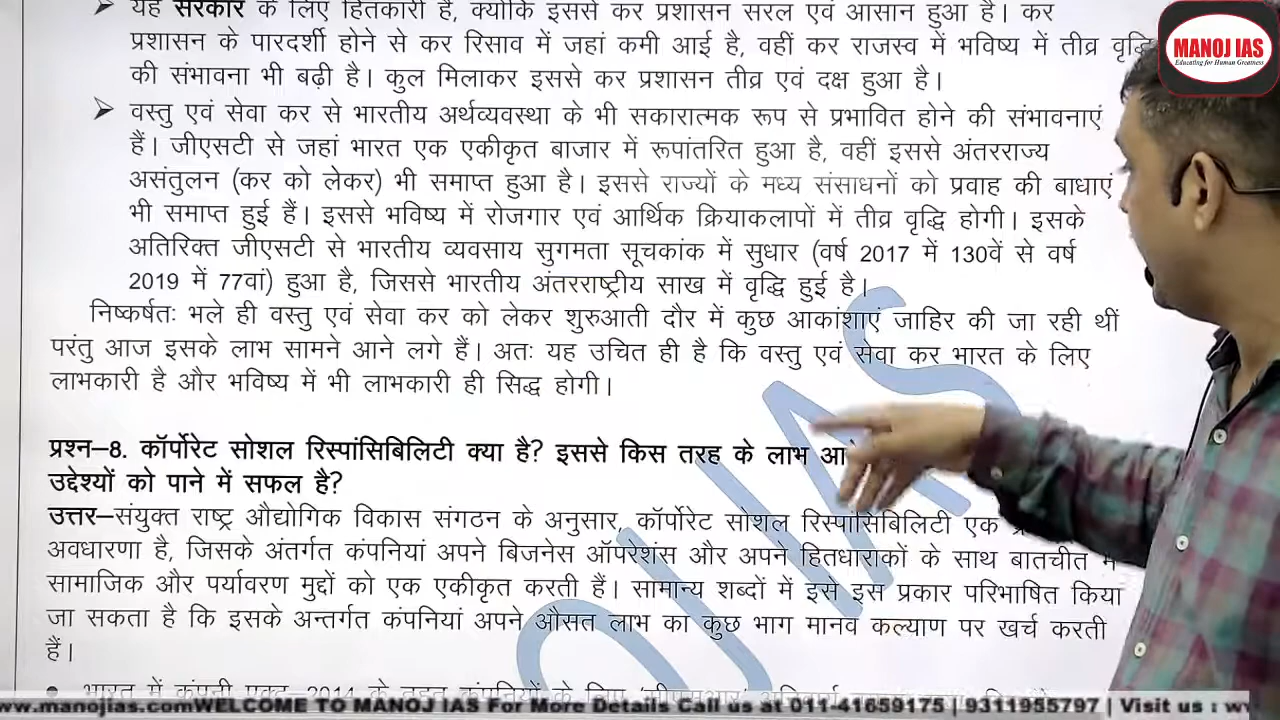 यह सरकार के लिए हितकारी है, क्योंकि इससे कर प्रशासन सरल एवं आसान हुआ है। कर
प्रशासन के पारदर्शी होने से कर रिसाव में जहां कमी आई है, वहीं कर राजस्व में भविष्य में तीव्र वृद्धि
की संभावना भी बढ़ी है। कुल मिलाकर इससे कर प्रशासन तीव्र एवं दक्ष हुआ है।
➤ वस्तु एवं सेवा कर से भारतीय अर्थव्यवस्था के भी सकारात्मक रूप से प्रभावित होने की संभावनाएं
हैं। जीएसटी से जहां भारत एक एकीकृत बाजार में रूपांतरित हुआ है, वहीं इससे अंतरराज्य
असंतुलन (कर को लेकर) भी समाप्त हुआ है। इससे राज्यों के मध्य संसाधनों को प्रवाह की बाधाएं
भी समाप्त हुई हैं। इससे भविष्य में रोजगार एवं आर्थिक क्रियाकलापों में तीव्र वृद्धि होगी। इसके
अतिरिक्त जीएसटी से भारतीय व्यवसाय सुगमता सूचकांक में सुधार (वर्ष 2017 में 130वें से वर्ष
2019 में 77वां) हुआ है, जिससे भारतीय अंतरराष्ट्रीय साख में वृद्धि हुई है।
निष्कर्षतः भले ही वस्तु एवं सेवा कर को लेकर शुरुआती दौर में कुछ आकांशाएं जाहिर की जा रही थीं
परंतु आज इसके लाभ सामने आने लगे हैं। अतः यह उचित ही है कि वस्तु एवं सेवा कर भारत के लिए
लाभकारी है और भविष्य में भी लाभकारी ही सिद्ध होगी।
प्रश्न–8. कॉर्पोरेट सोशल रिस्पांसिबिलिटी क्या है? इससे किस तरह के लाभ
उद्देश्यों को पाने में सफल है?
उत्तर–संयुक्त राष्ट्र औद्योगिक विकास संगठन के अनुसार, कॉर्पोरेट सोशल रिस्पांसिबिलिटी एक
अवधारणा है, जिसके अंतर्गत कंपनियां अपने बिजनेस ऑपरेशंस और अपने हितधाराकों के साथ बातचीत में
सामाजिक और पर्यावरण मुद्दों को एक एकीकृत करती हैं। सामान्य शब्दों में इसे इस प्रकार परिभाषित किया
जा सकता है कि इसके अन्तर्गत कंपनियां अपने औसत लाभ का कुछ भाग मानव कल्याण पर खर्च करती
हैं।
• भारत में कंपनी एक्ट–2014 के तहत कंपनियों के लिए
MANOJ IAS
Educating for Human Greatness
www.manojias.comWELCOME TO MANOJ IAS For More Details Call us at 011-41659175 | 9311955797 | Visit us :